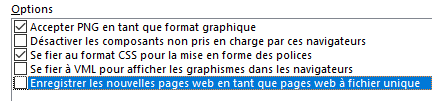 Options
Accepter PNG en tant que format graphique
Désactiver les composants non pris en charge par ces navigateurs
Se fier au format CSS pour la mise en forme des polices
Se fier à VML pour afficher les graphismes dans les navigateurs
Enregistrer les nouvelles pages web en tant que pages web à fichier unique